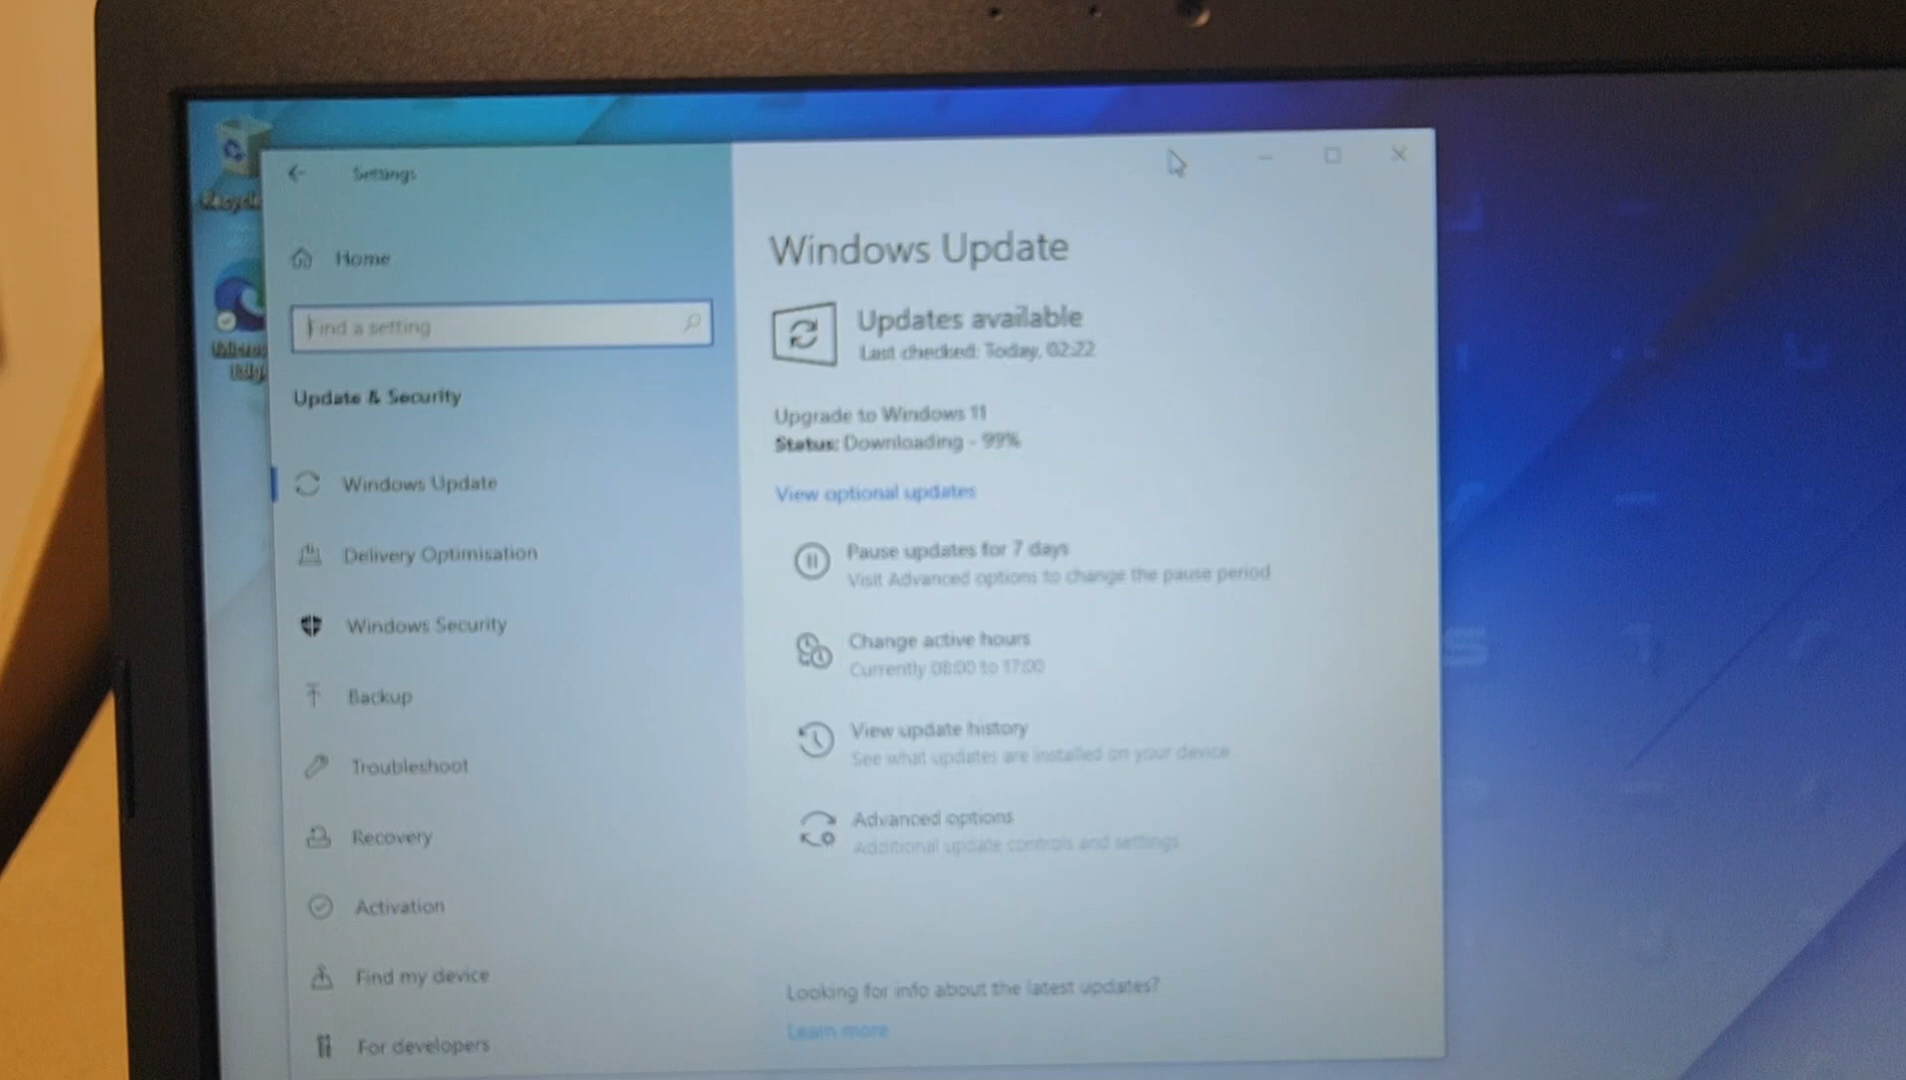 Settings
Home
Find a setting
Update & Security
Windows Update
Delivery Optimisation
Windows Security
Backup
Troubleshoot
Recovery
Activation
Find my device
For developers
Windows Update
Updates available
Last checked: Today, 02:22
Upgrade to Windows 11
Status: Downloading - 99%
View optional updates
Pause updates for 7 days
Visit Advanced options to change the pause period
Change active hours
Currently 08:00 to 17:00
View update history
See what updates are installed on your device
Advanced options
Additional update controls and settings
Looking for info about the latest updates?
Learn more